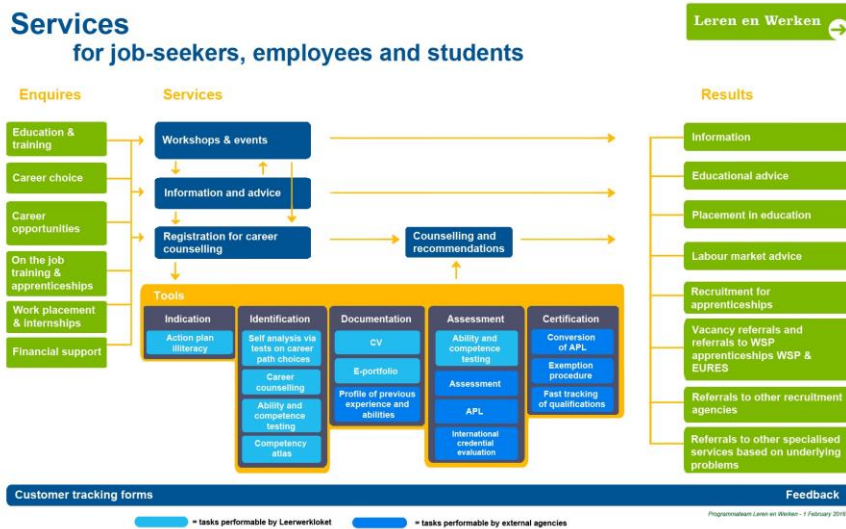 Services
for job-seekers, employees and students
Leren en Werken
Enquires
Services
Results
Education &
training
Career choice
Career
opportunities
On the job
training &
apprenticeships
Work placement
& internships
Financial support
Workshops & events
Information and advice
Registration for career
counselling
Counselling and
recommendations
Tools
Indication
Action plan
illiteracy
Identification
Self analysis via
tests on career
path choices
Career
counselling
Ability and
competence
testing
Competency
atlas
Documentation
CV
E-portfolio
Profile of previous
experience and
abilities
Assessment
Ability and
competence
testing
Assessment
APL
International
credential
evaluation
Certification
Conversion
of APL
Exemption
procedure
Fast tracking
of qualifications
Information
Educational advice
Placement in education
Labour market advice
Recruitment for
apprenticeships
Vacancy referrals and
referrals to WSP
apprenticeships WSP &
EURES
Referrals to other recruitment
agencies
Referrals to other specialised
services based on underlying
problems
Customer tracking forms
Feedback
= tasks performable by Leerwerkloket
= tasks performable by external agencies
Programmateam Leren en Werken - 1 February 2016